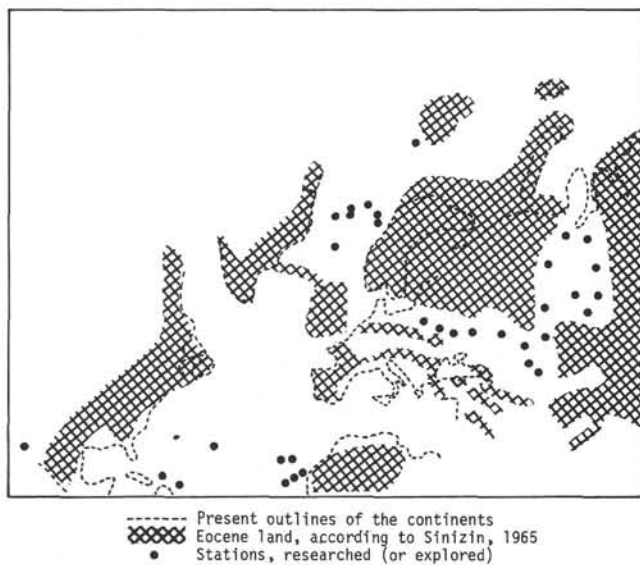 Present outlines of the continents
Eocene land, according to Sinizin, 1965
Stations, researched (or explored)